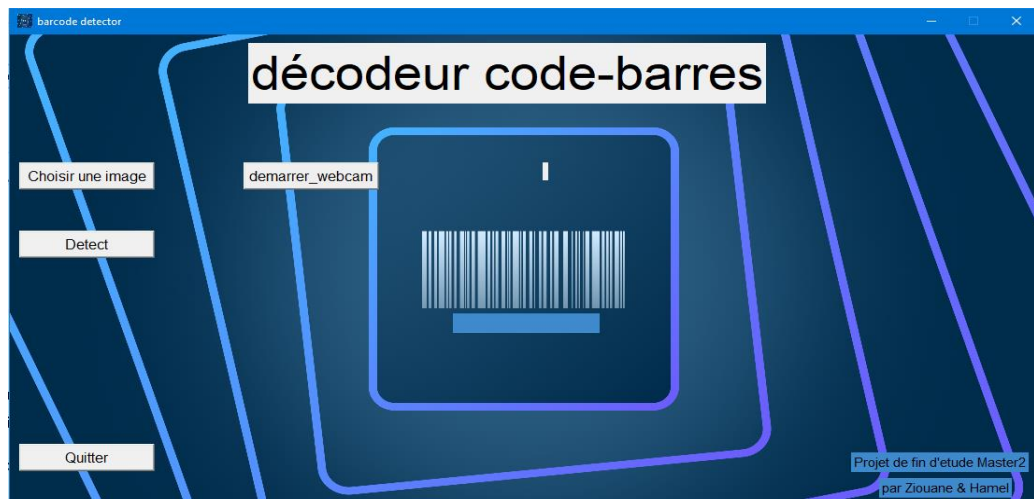 barcode detector
décodeur code-barres
Choisir une image
demarrer_webcam
Detect
Quitter
Projet de fin d'etude Master2
par Ziouane & Hamel